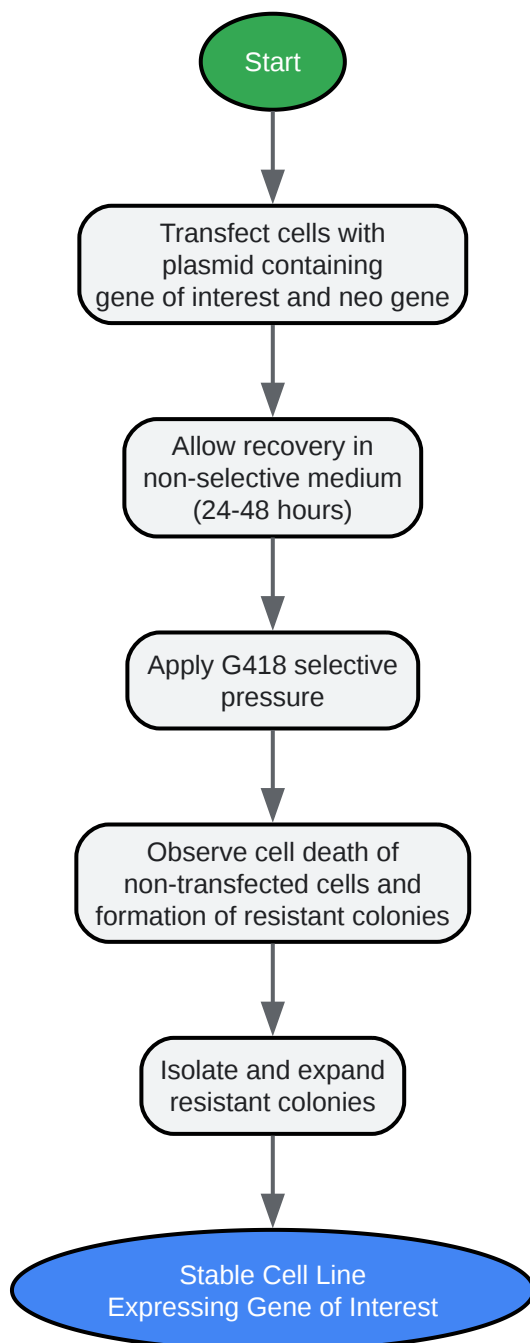 Start
Transfect cells with
plasmid containing
gene of interest and neo gene
Allow recovery in
non-selective medium
(24-48 hours)
Apply G418 selective
pressure
Observe cell death of
non-transfected cells and
formation of resistant colonies
Isolate and expand
resistant colonies
Stable Cell Line
Expressing Gene of Interest